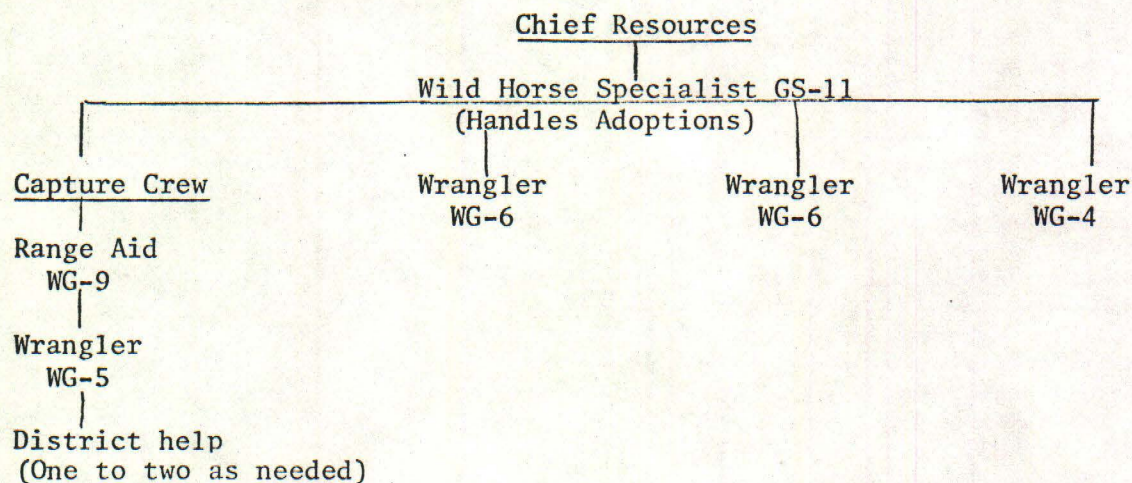 Chief Resources
Wild Horse Specialist GS-11
(Handles Adoptions)
Capture Crew
Range Aid
WG-9
Wrangler
WG-5
District help
(One to two as needed)
Wrangler
WG-6
Wrangler
WG-6
Wrangler
WG-4